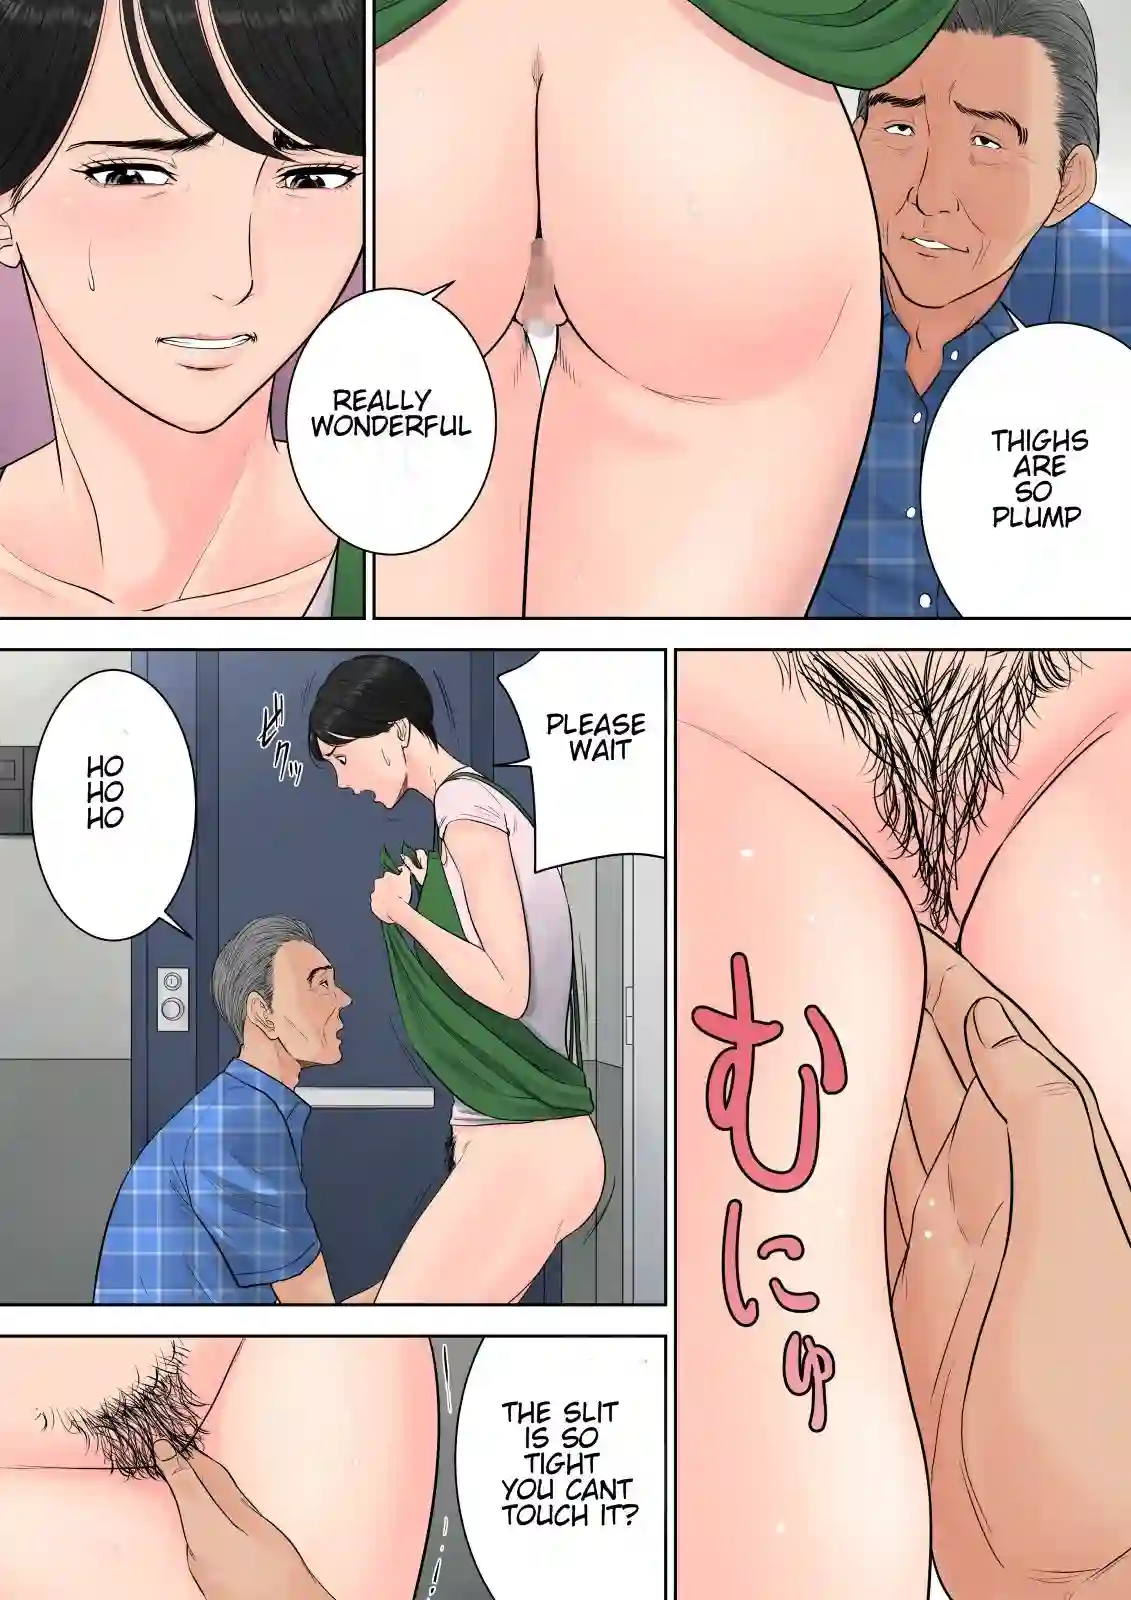 REALLY
WONDERFUL
THIGHS
ARE
SO
PLUMP
HO
HO
HO
ビクッ
PLEASE
WAIT
むにゅ
THE SLIT
IS SO
TIGHT
YOU CANT
TOUCH IT?